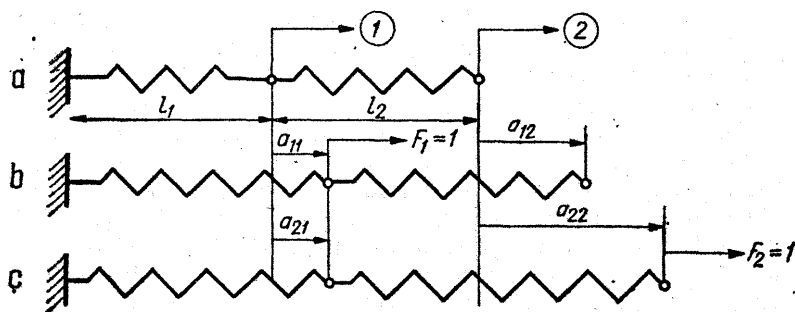 1 2
a
l₁ l₂
a₁₁ F₁=1 a₁₂
b
a₂₁ a₂₂
ç F₂=1